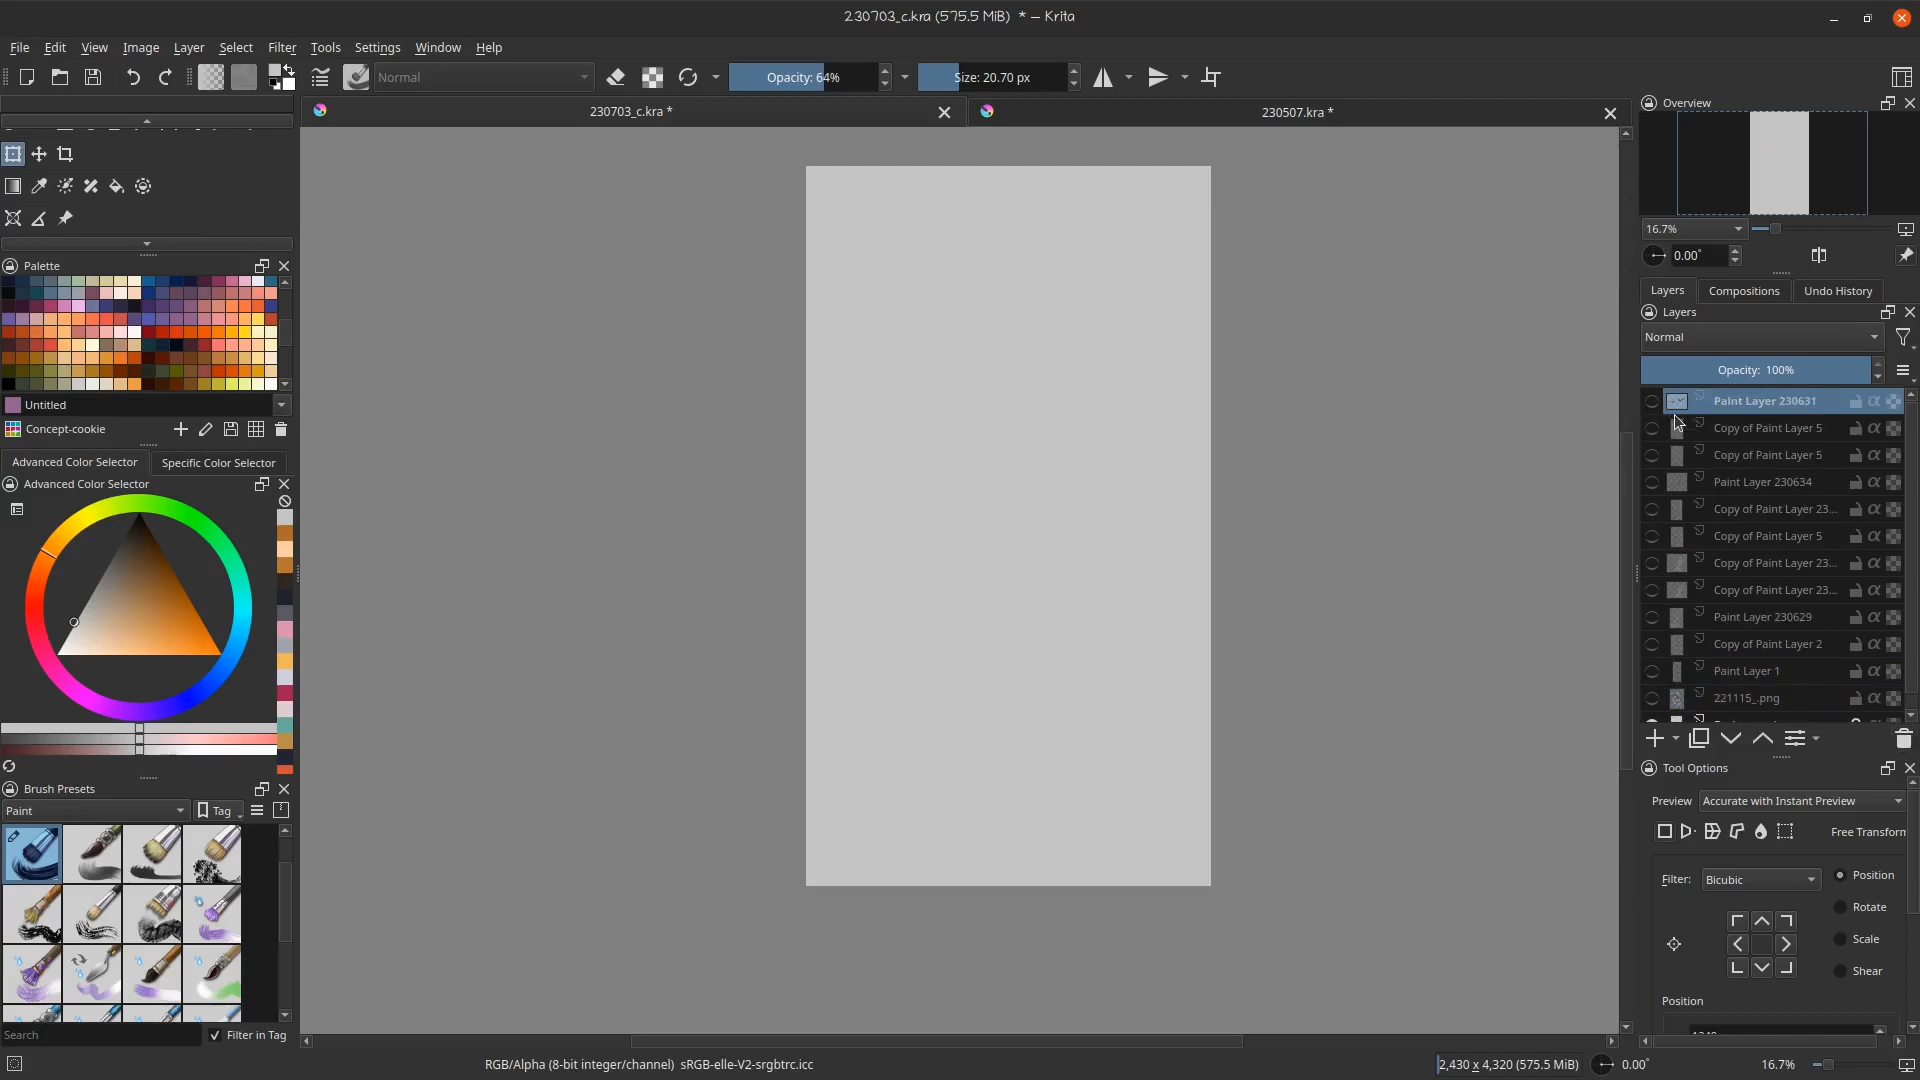 230703_c.kra (575.5 MiB) * — Krita
File Edit View Image Layer Select Filter Tools Settings Window Help
Normal
Opacity: 64%
Size: 20.70 px
230703_c.kra *
230507.kra *
Overview
16.7%
0.00°
Layers Compositions Undo History
Layers
Normal
Opacity: 100%
Paint Layer 230631
Copy of Paint Layer 5
Copy of Paint Layer 5
Paint Layer 230634
Copy of Paint Layer 23...
Copy of Paint Layer 5
Copy of Paint Layer 23...
Copy of Paint Layer 23...
Paint Layer 230629
Copy of Paint Layer 2
Paint Layer 1
221115_.png
Tool Options
Preview Accurate with Instant Preview
Free Transform
Filter: Bicubic
Position
Rotate
Scale
Shear
Position
Palette
Untitled
Concept-cookie
Advanced Color Selector Specific Color Selector
Advanced Color Selector
Brush Presets
Paint
Tag
Search
Filter in Tag
RGB/Alpha (8-bit integer/channel) sRGB-elle-V2-srgbtrc.icc
2,430 x 4,320 (575.5 MiB)
0.00°
16.7%